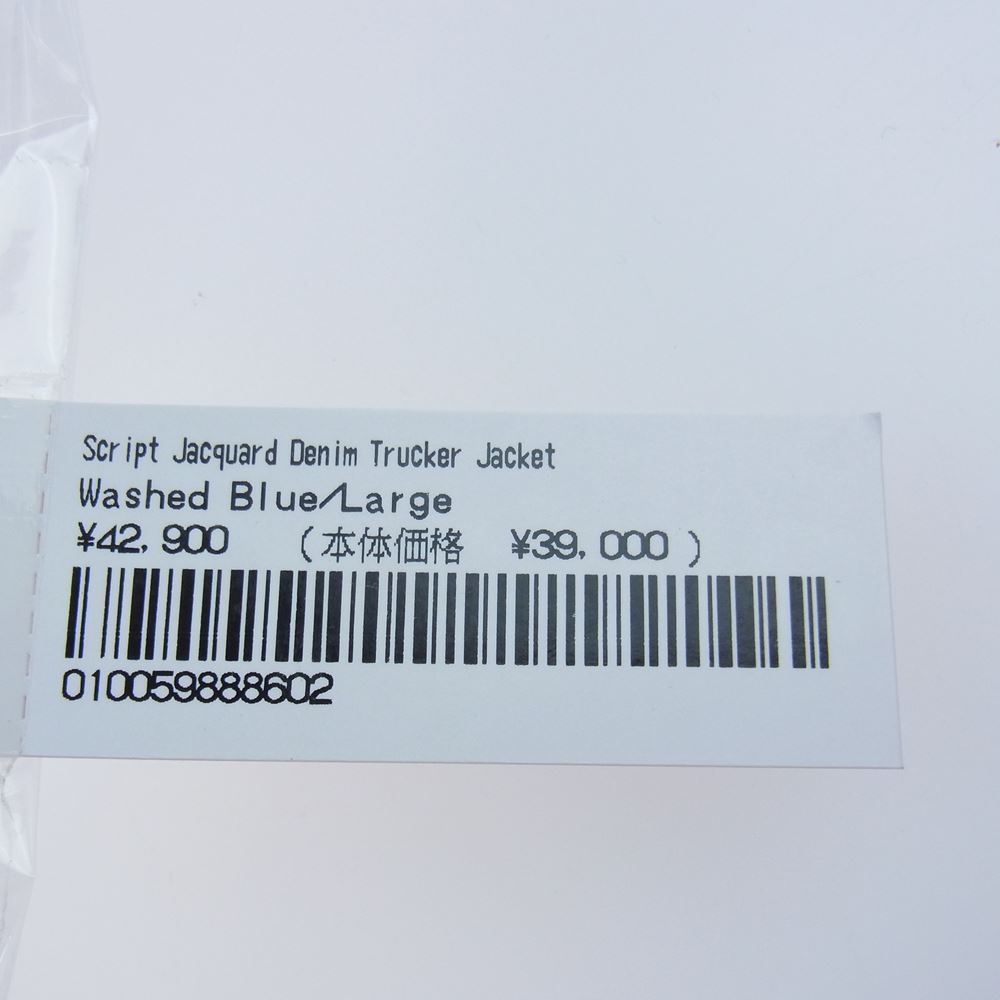 Script Jacquard Denim Trucker Jacket
Washed Blue/Large
¥42,900 (本体価格 ¥39,000)
010059888602